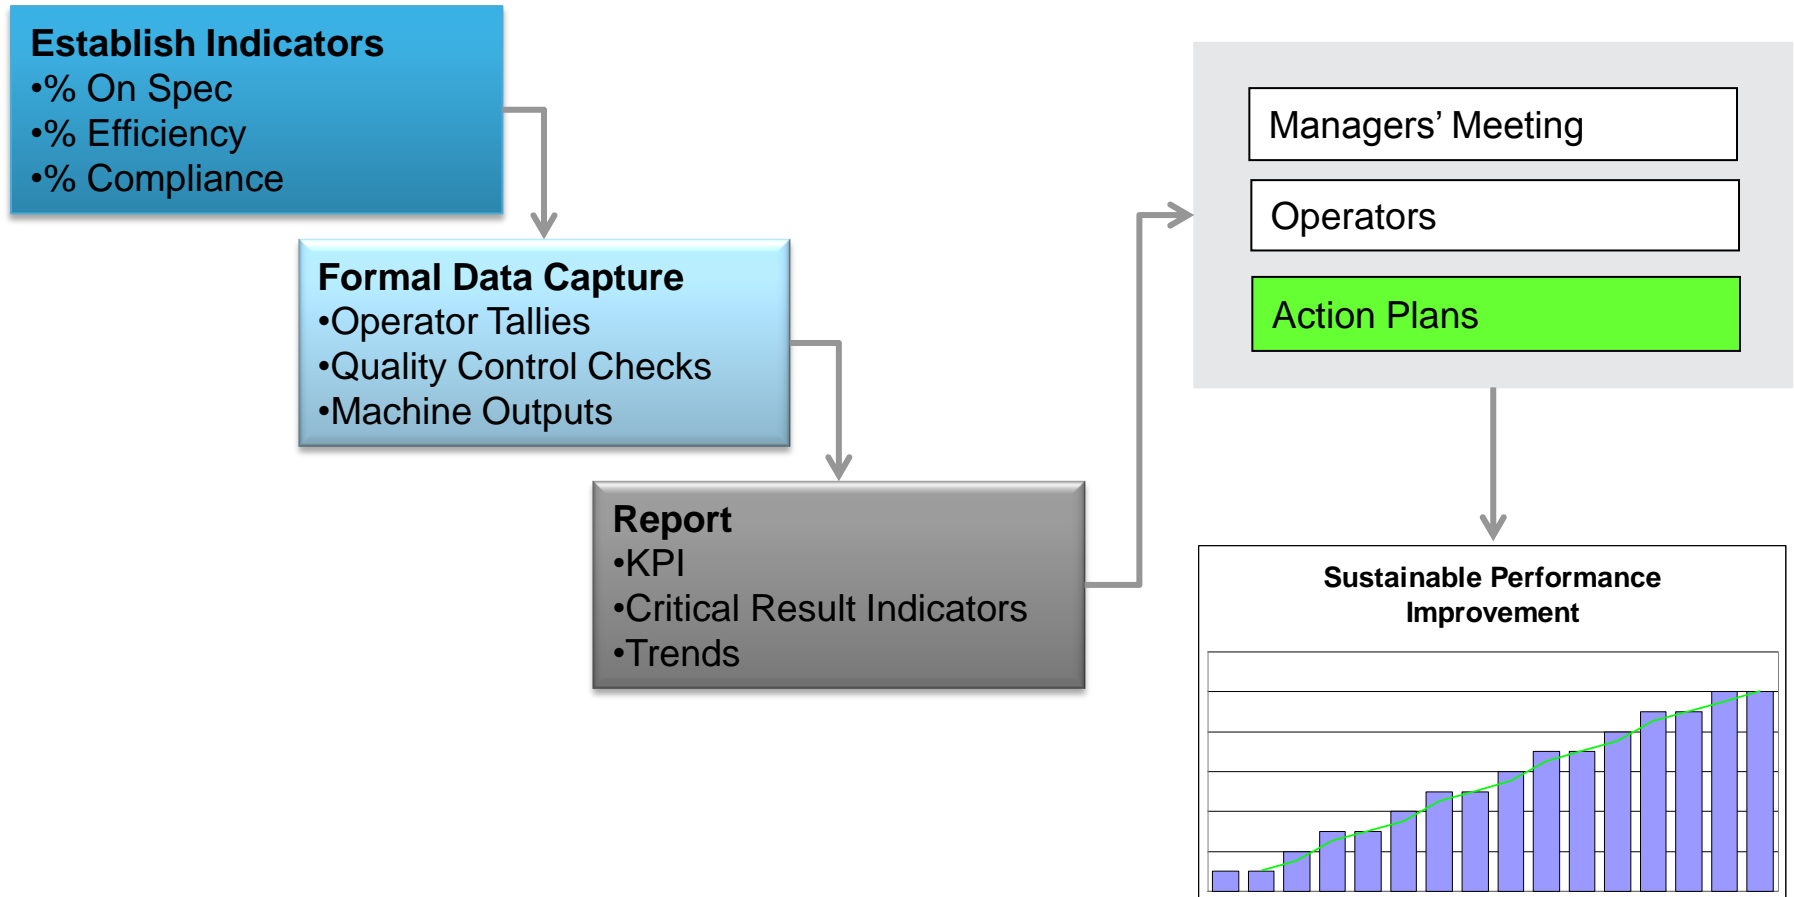 Establish Indicators
•% On Spec
•% Efficiency
•% Compliance
Formal Data Capture
•Operator Tallies
•Quality Control Checks
•Machine Outputs
Report
•KPI
•Critical Result Indicators
•Trends
Managers’ Meeting
Operators
Action Plans
Sustainable Performance
Improvement